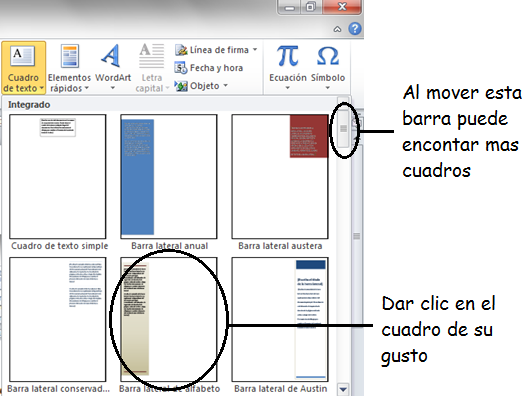 Línea de firma
Cuadro de texto
Elementos rápidos
WordArt
Letra capital
Fecha y hora
Objeto
Ecuación
Símbolo
Integrado
Al mover esta
barra puede
encontar mas
cuadros
Cuadro de texto simple
Barra lateral anual
Barra lateral austera
Dar clic en el
cuadro de su
gusto
Barra lateral conservad...
Barra lateral de alfabeto
Barra lateral de Austin